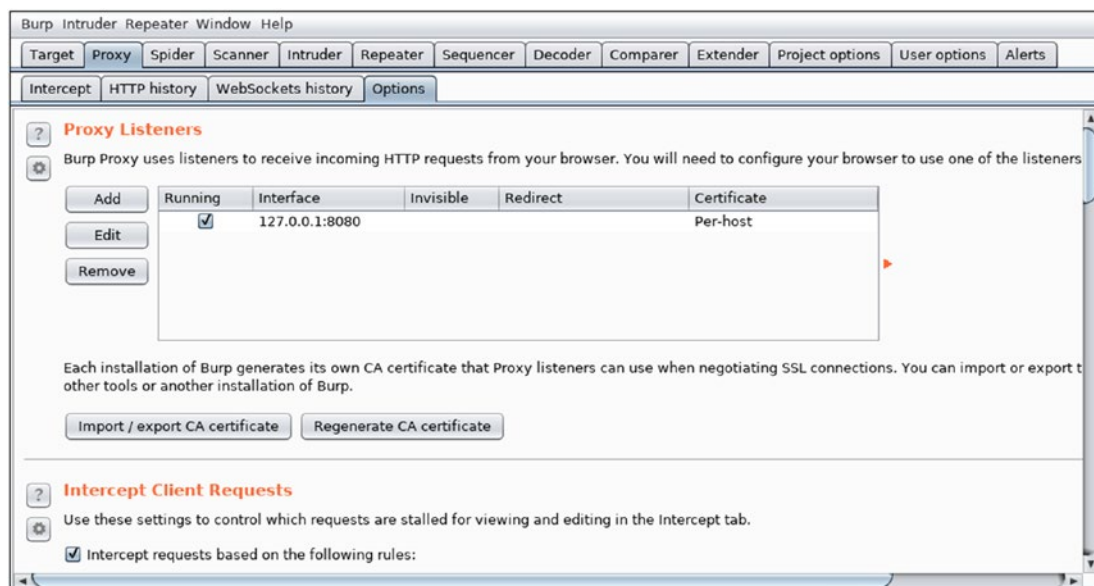 Burp Intruder Repeater Window Help
Target Proxy Spider Scanner Intruder Repeater Sequencer Decoder Comparer Extender Project options User options Alerts
Intercept HTTP history WebSockets history Options
? Proxy Listeners
Burp Proxy uses listeners to receive incoming HTTP requests from your browser. You will need to configure your browser to use one of the listeners
Add Running Interface Invisible Redirect Certificate
127.0.0.1:8080 Per-host
Edit
Remove
Each installation of Burp generates its own CA certificate that Proxy listeners can use when negotiating SSL connections. You can import or export t
other tools or another installation of Burp.
Import / export CA certificate Regenerate CA certificate
? Intercept Client Requests
Use these settings to control which requests are stalled for viewing and editing in the Intercept tab.
Intercept requests based on the following rules: